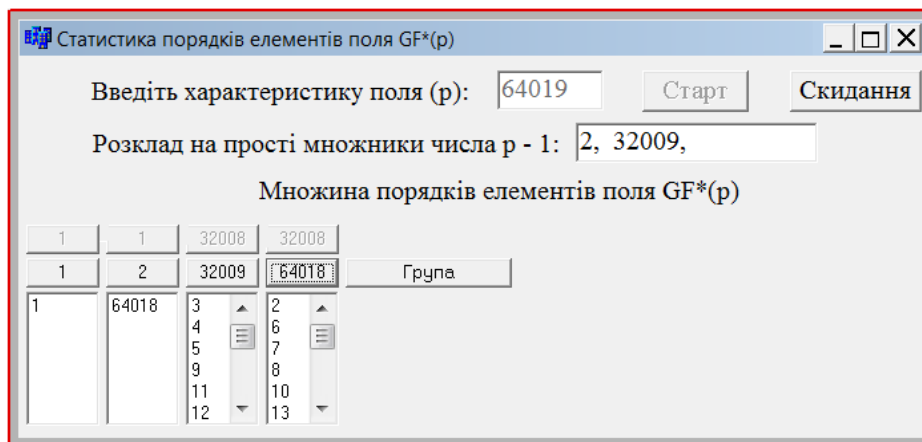 Статистика порядків елементів поля GF*(p)
Введіть характеристику поля (p): 64019 Старт Скидання
Розклад на прості множники числа p - 1: 2, 32009,
Множина порядків елементів поля GF*(p)
1 1 32008 32008
1 2 32009 64018 Група
1 64018 3 2
4 6
5 7
9 8
11 10
12 13